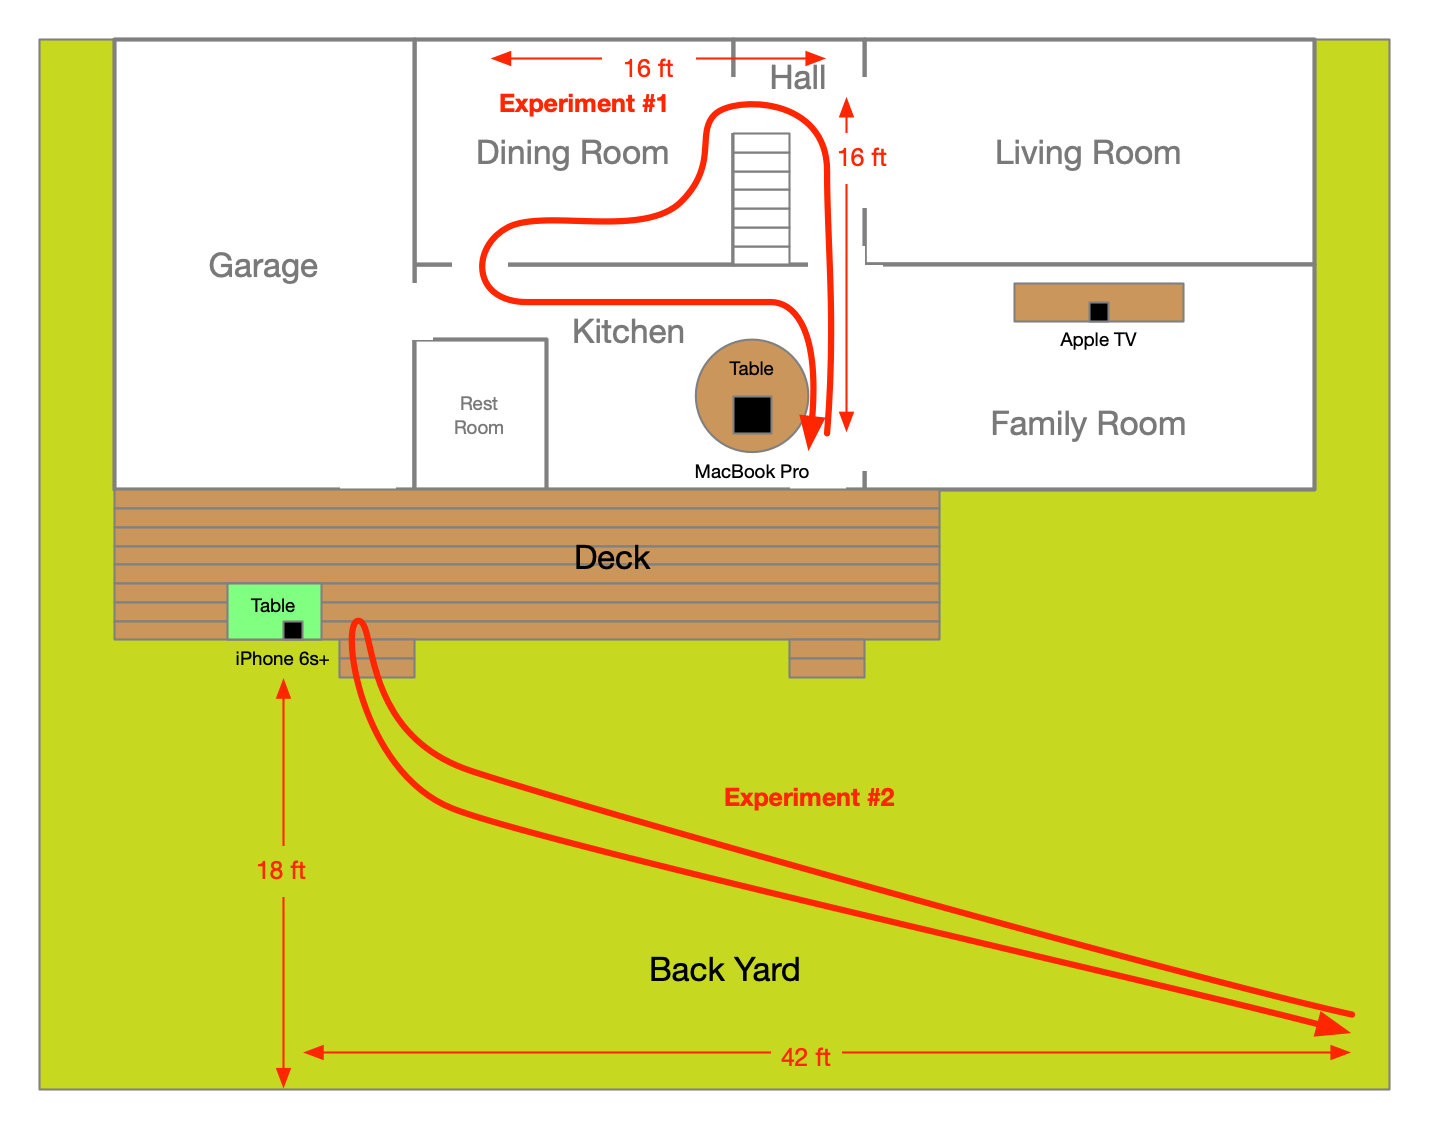 16 ft
Hall
Experiment #1
Dining Room
16 ft
Living Room
Garage
Kitchen
Apple TV
Table
Rest
Room
Family Room
MacBook Pro
Deck
Table
iPhone 6s+
Experiment #2
18 ft
Back Yard
42 ft